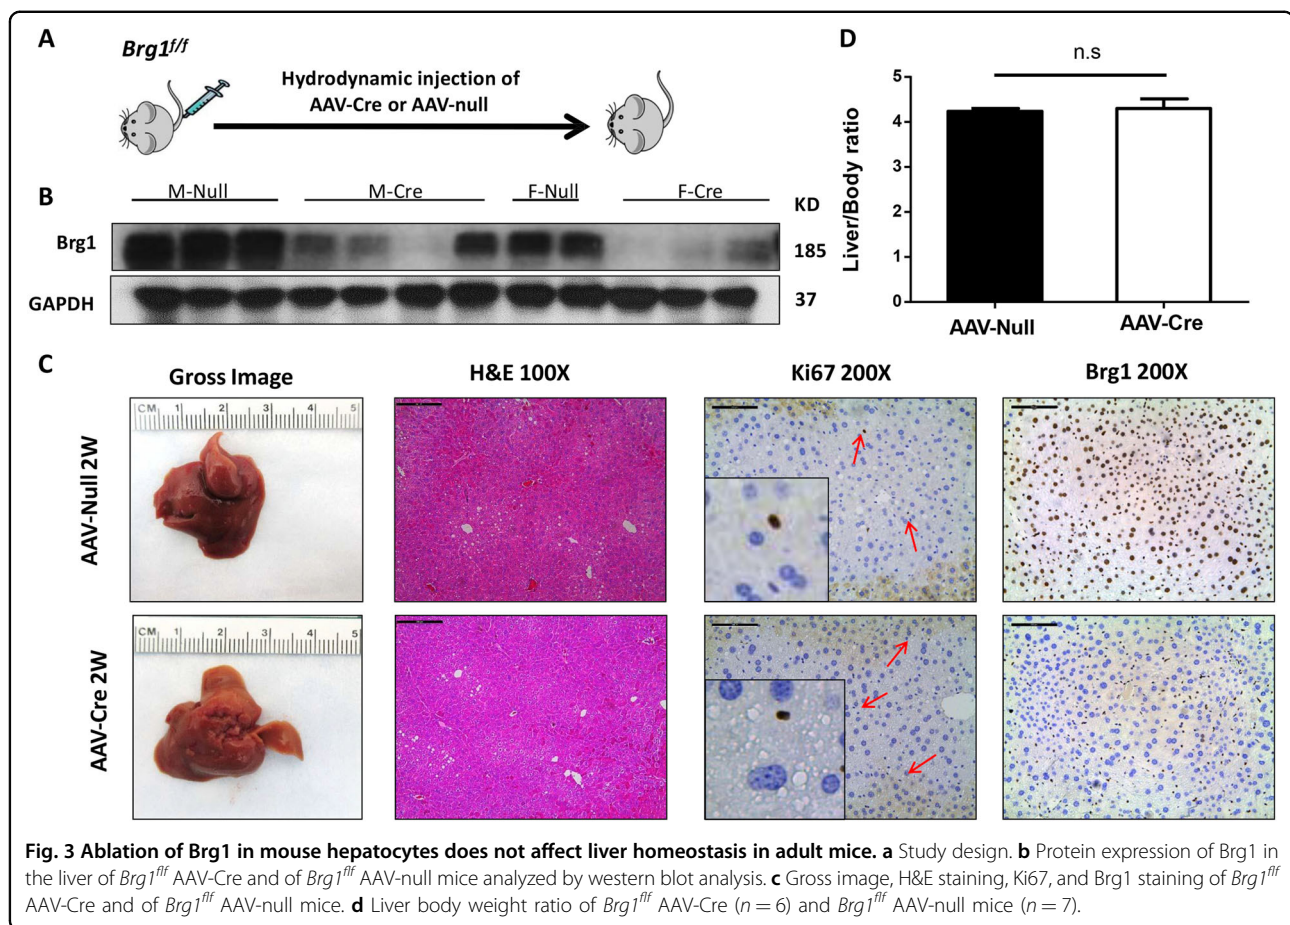 A
Brg1f/f
Hydrodynamic injection of
AAV-Cre or AAV-null
B
M-Null M-Cre F-Null F-Cre KD
Brg1 185
GAPDH 37
D
n.s
Liver/Body ratio
5
4
3
2
1
0
AAV-Null AAV-Cre
C
Gross Image H&E 100X Ki67 200X Brg1 200X
AAV-Null 2W
CM 1 2 3 4 5
AAV-Cre 2W
CM 1 2 3 4 5
Fig. 3 Ablation of Brg1 in mouse hepatocytes does not affect liver homeostasis in adult mice. a Study design. b Protein expression of Brg1 in
the liver of Brg1f/f AAV-Cre and of Brg1f/f AAV-null mice analyzed by western blot analysis. c Gross image, H&E staining, Ki67, and Brg1 staining of Brg1f/f
AAV-Cre and of Brg1f/f AAV-null mice. d Liver body weight ratio of Brg1f/f AAV-Cre (n = 6) and Brg1f/f AAV-null mice (n = 7).